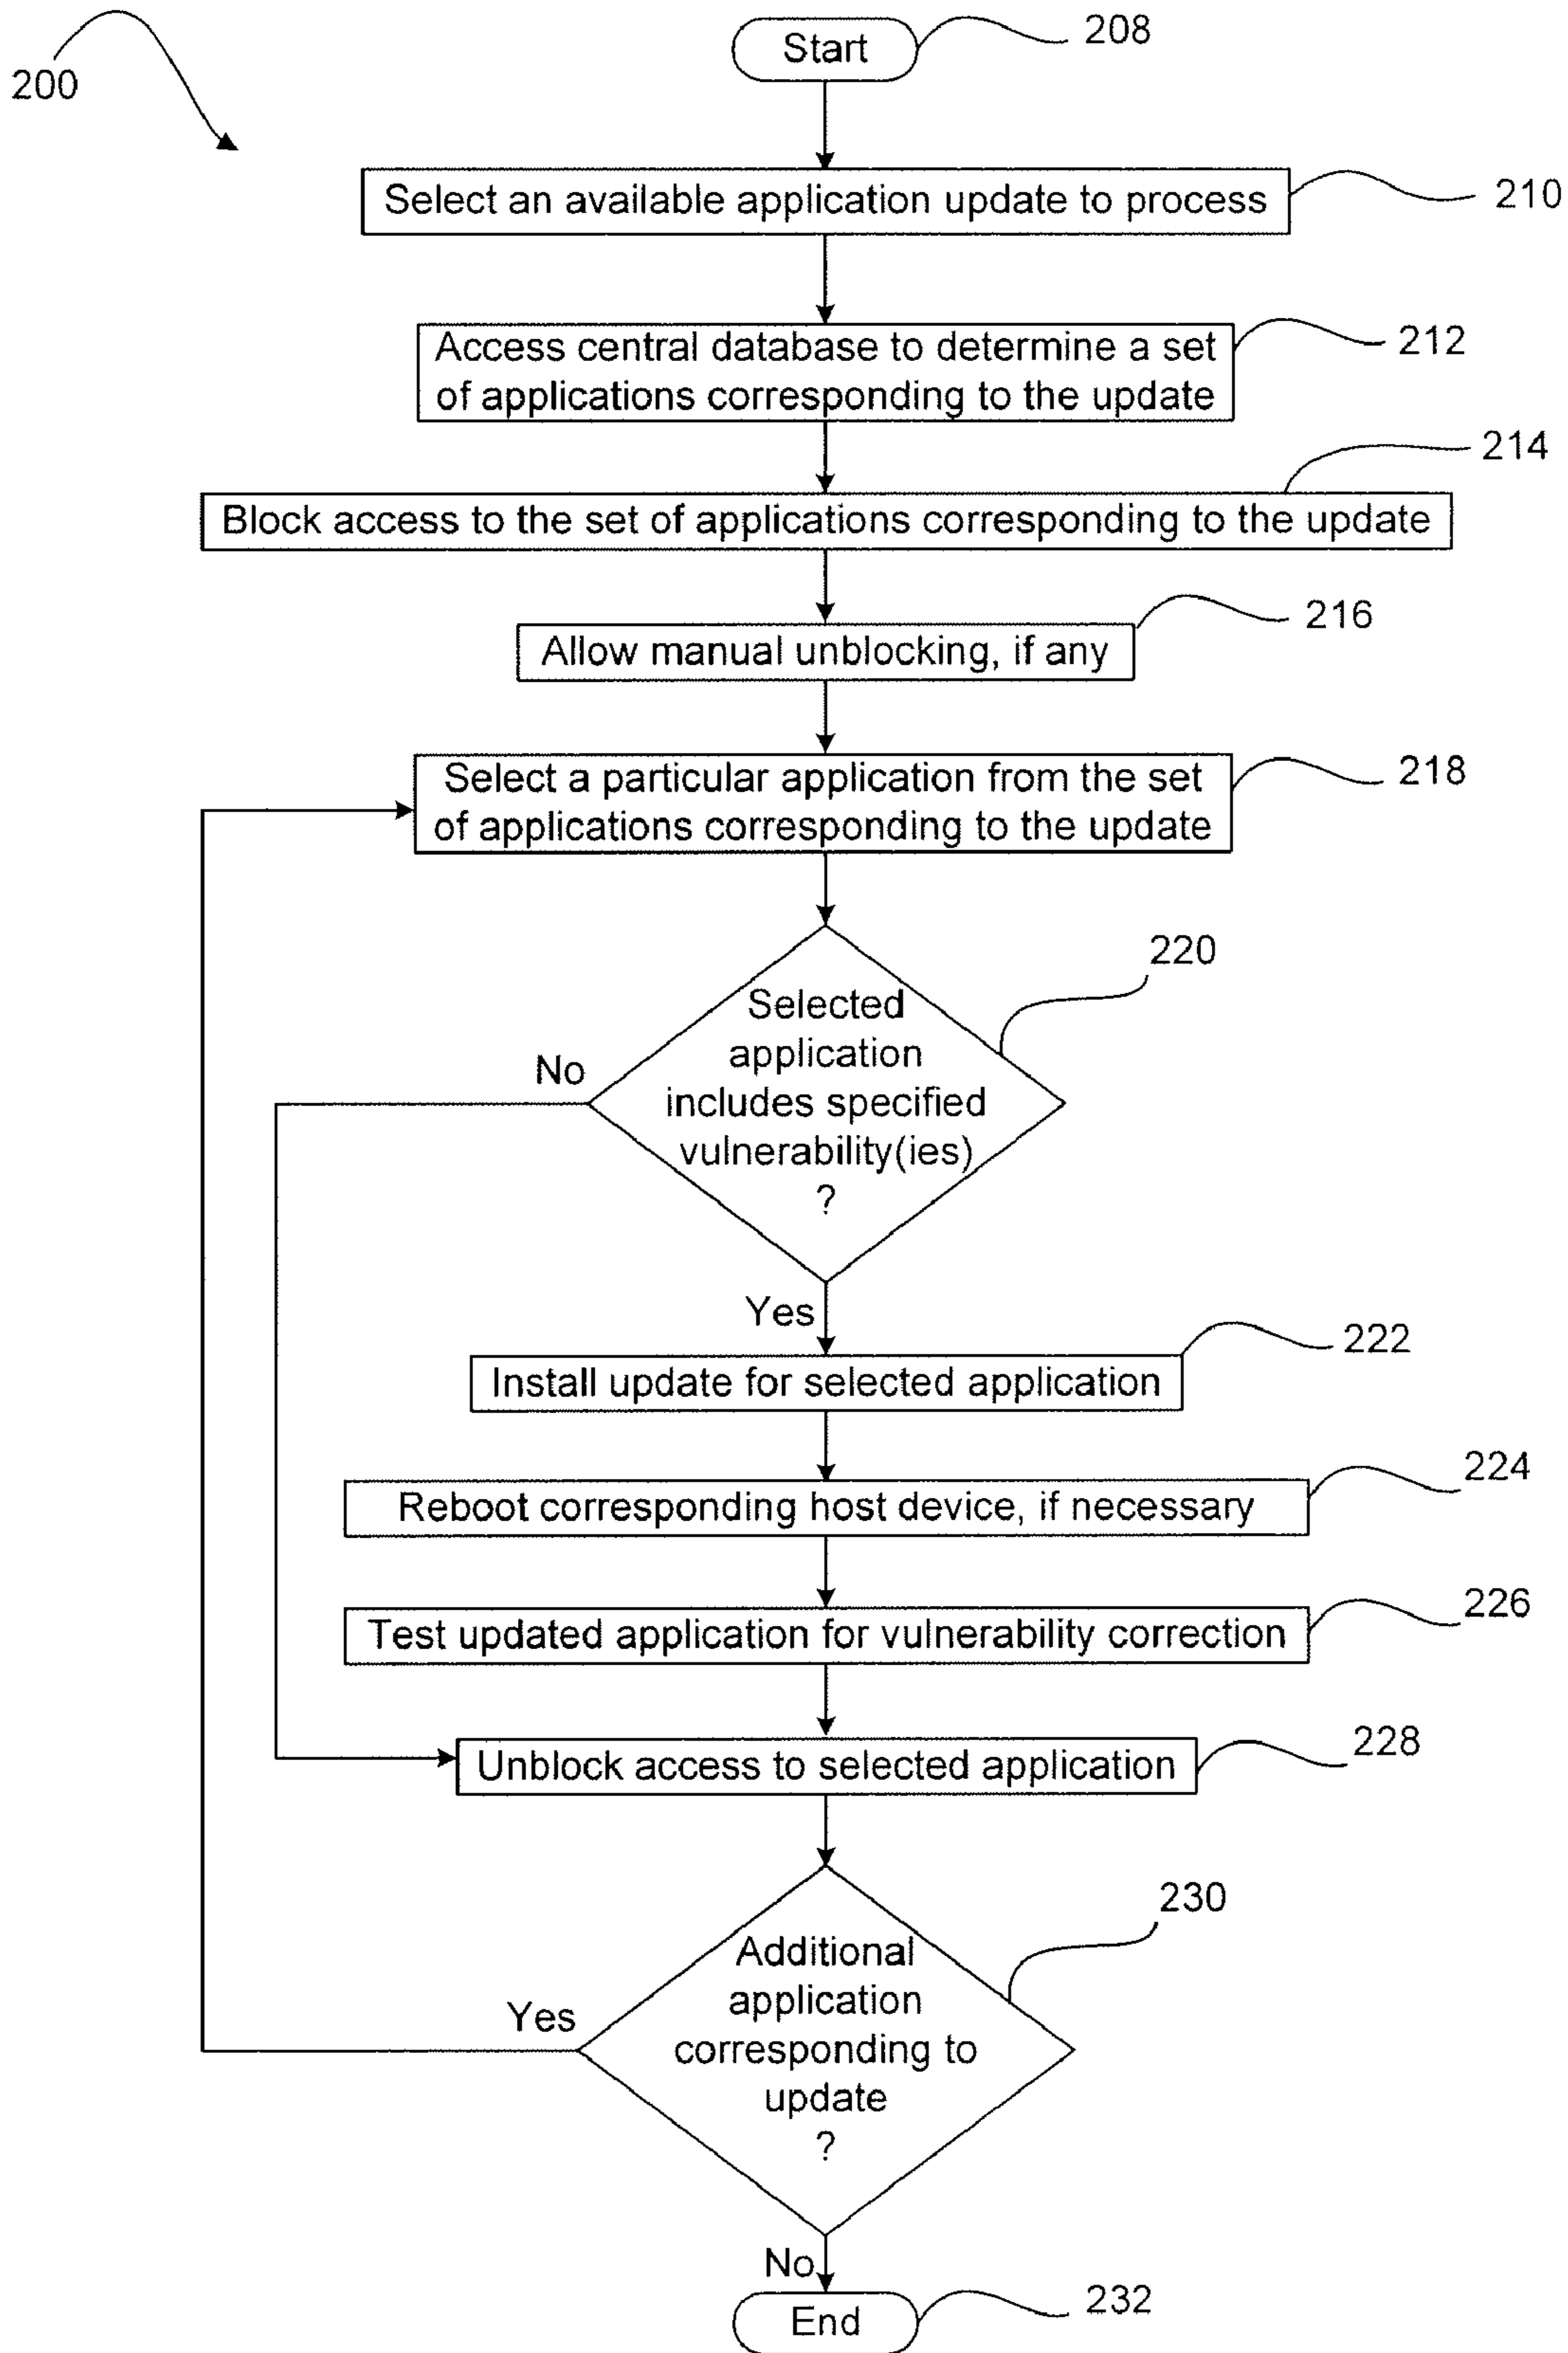 200
Start
208
Select an available application update to process
210
Access central database to determine a set
of applications corresponding to the update
212
214
Block access to the set of applications corresponding to the update
216
Allow manual unblocking, if any
Select a particular application from the set
of applications corresponding to the update
218
220
Selected
application
includes specified
vulnerability(ies)
?
No
Yes
222
Install update for selected application
224
Reboot corresponding host device, if necessary
226
Test updated application for vulnerability correction
228
Unblock access to selected application
230
Additional
application
corresponding to
update
?
Yes
No
End
232